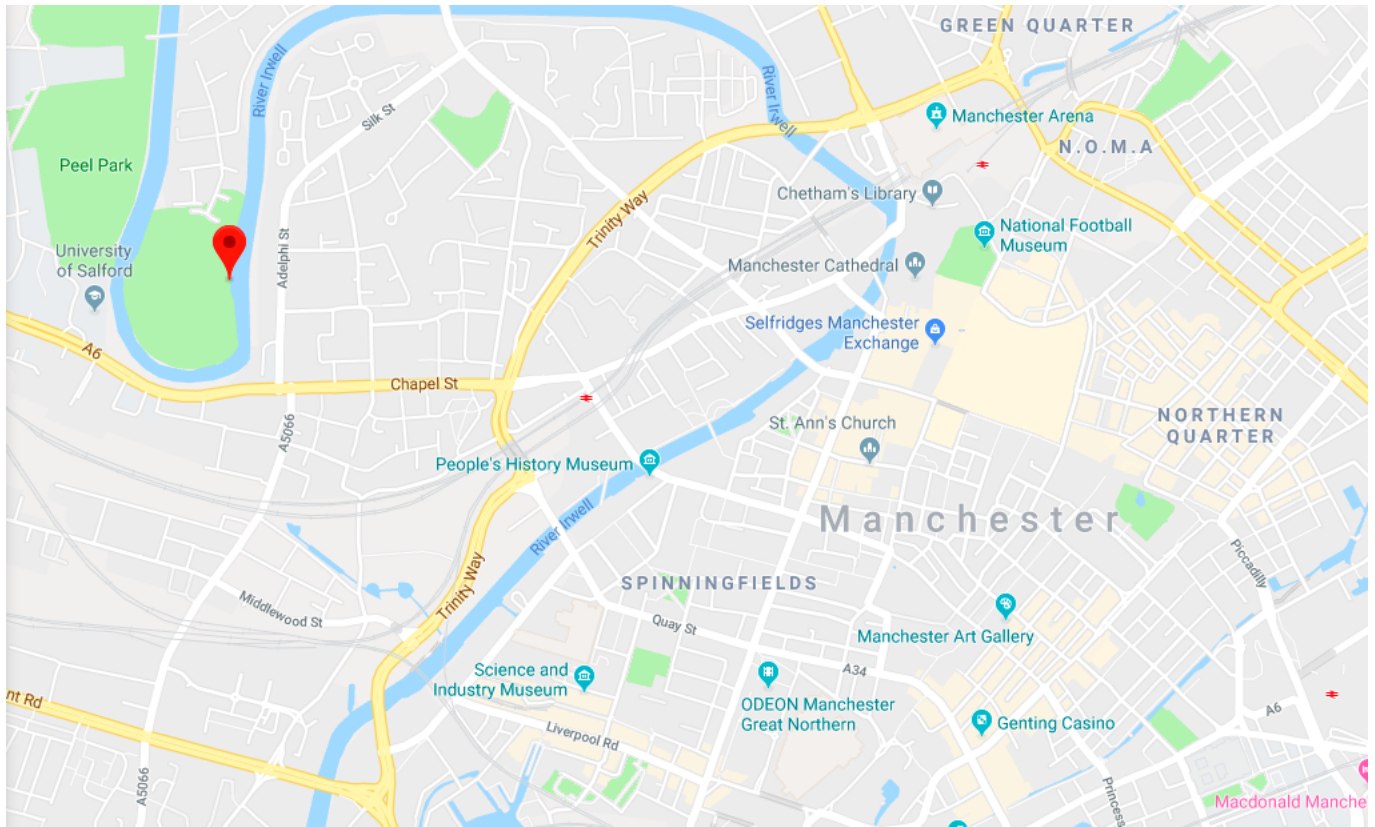 GREEN QUARTER
River Irwell
River Irwell
Manchester Arena
Silk St
N.O.M.A
Peel Park
Chetham's Library
Trinity Way
National Football
Museum
University
of Salford
Adelphi St
Manchester Cathedral
Selfridges Manchester
Exchange
A6
Chapel St
St. Ann's Church
NORTHERN
QUARTER
A5066
People's History Museum
Manchester
River Irwell
Piccadilly
Trinity Way
SPINNINGFIELDS
Middlewood St
Quay St
Manchester Art Gallery
A34
Science and
Industry Museum
nt Rd
ODEON Manchester
Great Northern
A6
Genting Casino
Liverpool Rd
A5066
Princess
Macdonald Manche